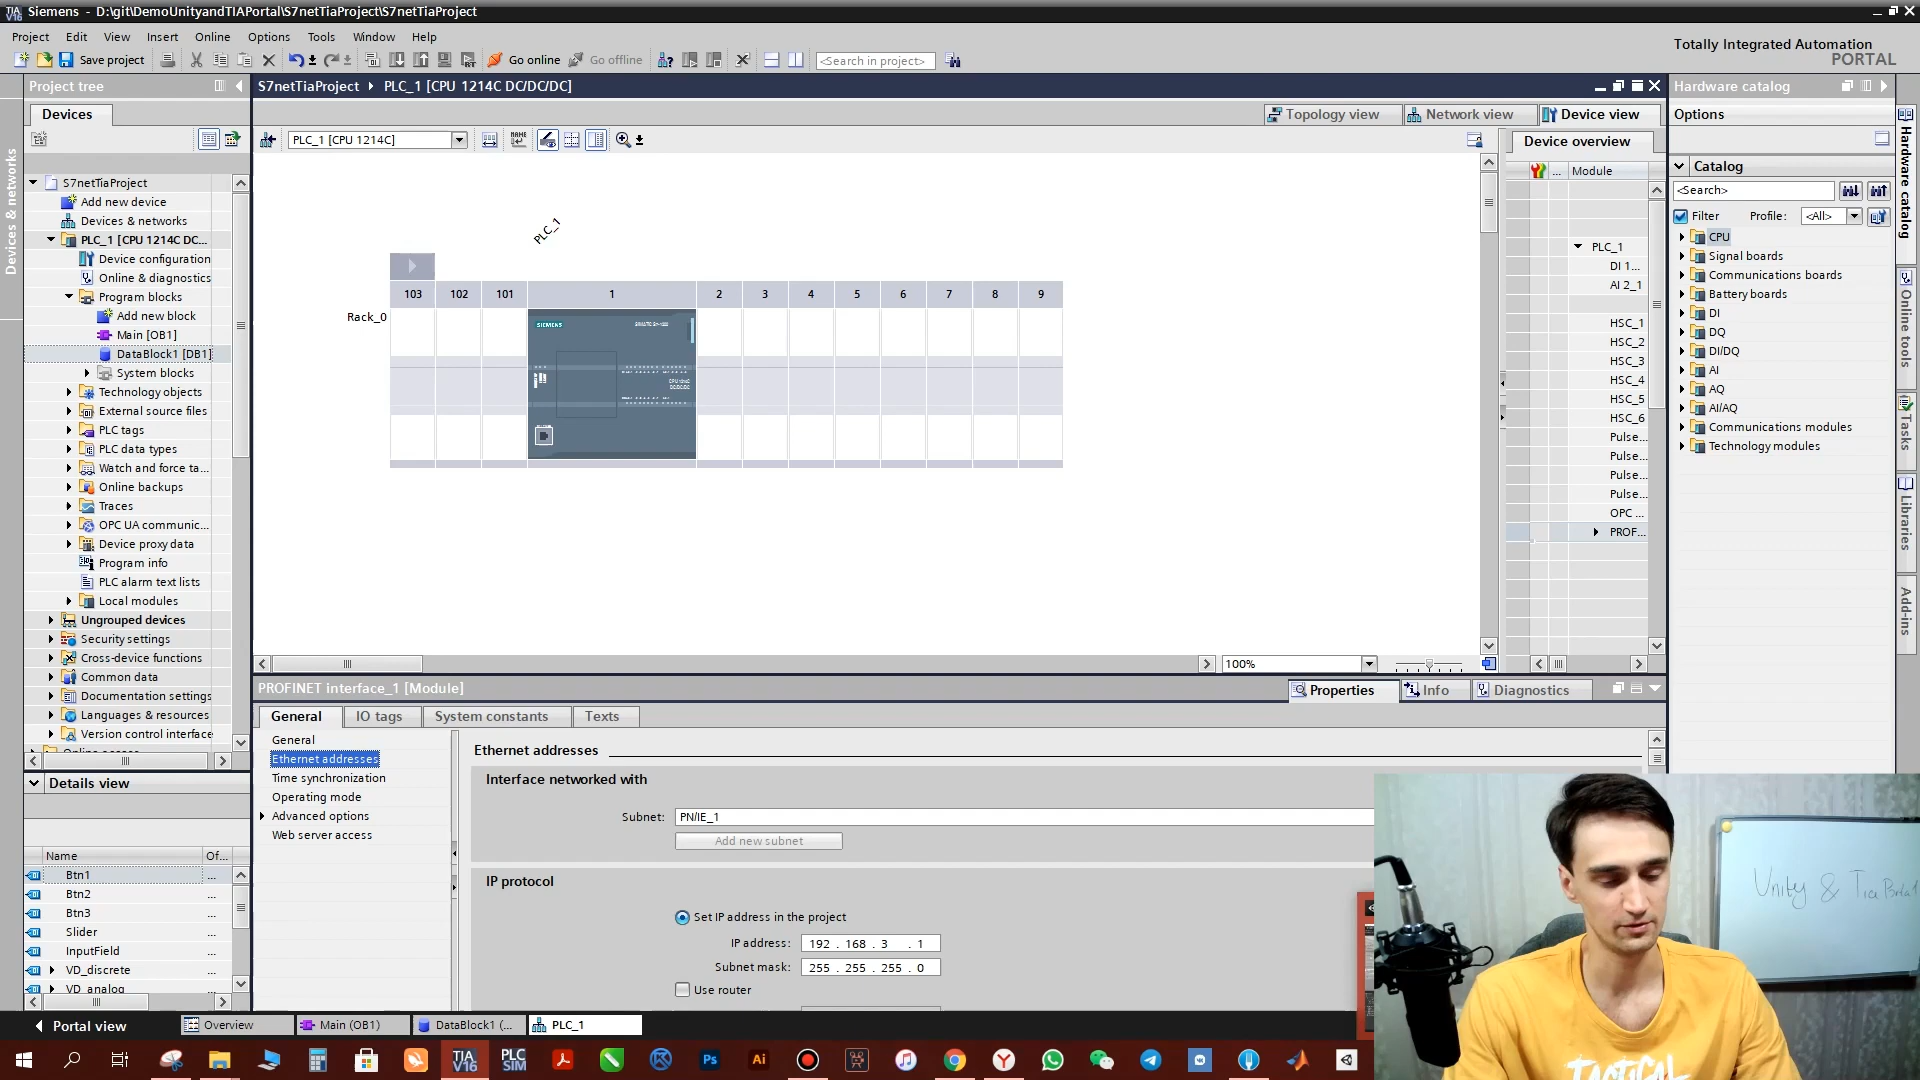 Siemens - D:\git\DemoUnityandTIAPortal\S7netTiaProject\S7netTiaProject
Project Edit View Insert Online Options Tools Window Help
Totally Integrated Automation
PORTAL
Save project
Go online
Go offline
<Search in project>
Project tree
S7netTiaProject ▸ PLC_1 [CPU 1214C DC/DC/DC]
Hardware catalog
Devices
Topology view
Network view
Device view
Options
PLC_1 [CPU 1214C]
Device overview
Devices & networks
S7netTiaProject
Add new device
Devices & networks
PLC_1 [CPU 1214C DC...
Device configuration
Online & diagnostics
Program blocks
Add new block
Main [OB1]
DataBlock1 [DB1]
System blocks
Technology objects
External source files
PLC tags
PLC data types
Watch and force ta...
Online backups
Traces
OPC UA communic...
Device proxy data
Program info
PLC alarm text lists
Local modules
Ungrouped devices
Security settings
Cross-device functions
Common data
Documentation settings
Languages & resources
Version control interface
PLC_1
103 102 101 1 2 3 4 5 6 7 8 9
Rack_0
SIEMENS
100%
... Module
PLC_1
DI 1...
AI 2_1
HSC_1
HSC_2
HSC_3
HSC_4
HSC_5
HSC_6
Pulse...
Pulse...
Pulse...
Pulse...
OPC ...
PROF...
Catalog
<Search>
Filter Profile: <All>
CPU
Signal boards
Communications boards
Battery boards
DI
DQ
DI/DQ
AI
AQ
AI/AQ
Communications modules
Technology modules
Hardware catalog
Online tools
Tasks
Libraries
Add-ins
PROFINET interface_1 [Module]
Properties
Info
Diagnostics
General
IO tags
System constants
Texts
General
Ethernet addresses
Time synchronization
Operating mode
Advanced options
Web server access
Ethernet addresses
Interface networked with
Subnet: PN/IE_1
Add new subnet
IP protocol
Set IP address in the project
IP address: 192 . 168 . 3 . 1
Subnet mask: 255 . 255 . 255 . 0
Use router
Details view
Name Of...
Btn1 ...
Btn2 ...
Btn3 ...
Slider ...
InputField ...
VD_discrete ...
VD_analog ...
Portal view
Overview
Main (OB1)
DataBlock1 (...
PLC_1
TIA
V16
PLC
SIM
Ps
Ai
Unity & Tia Portal
TACTICAL